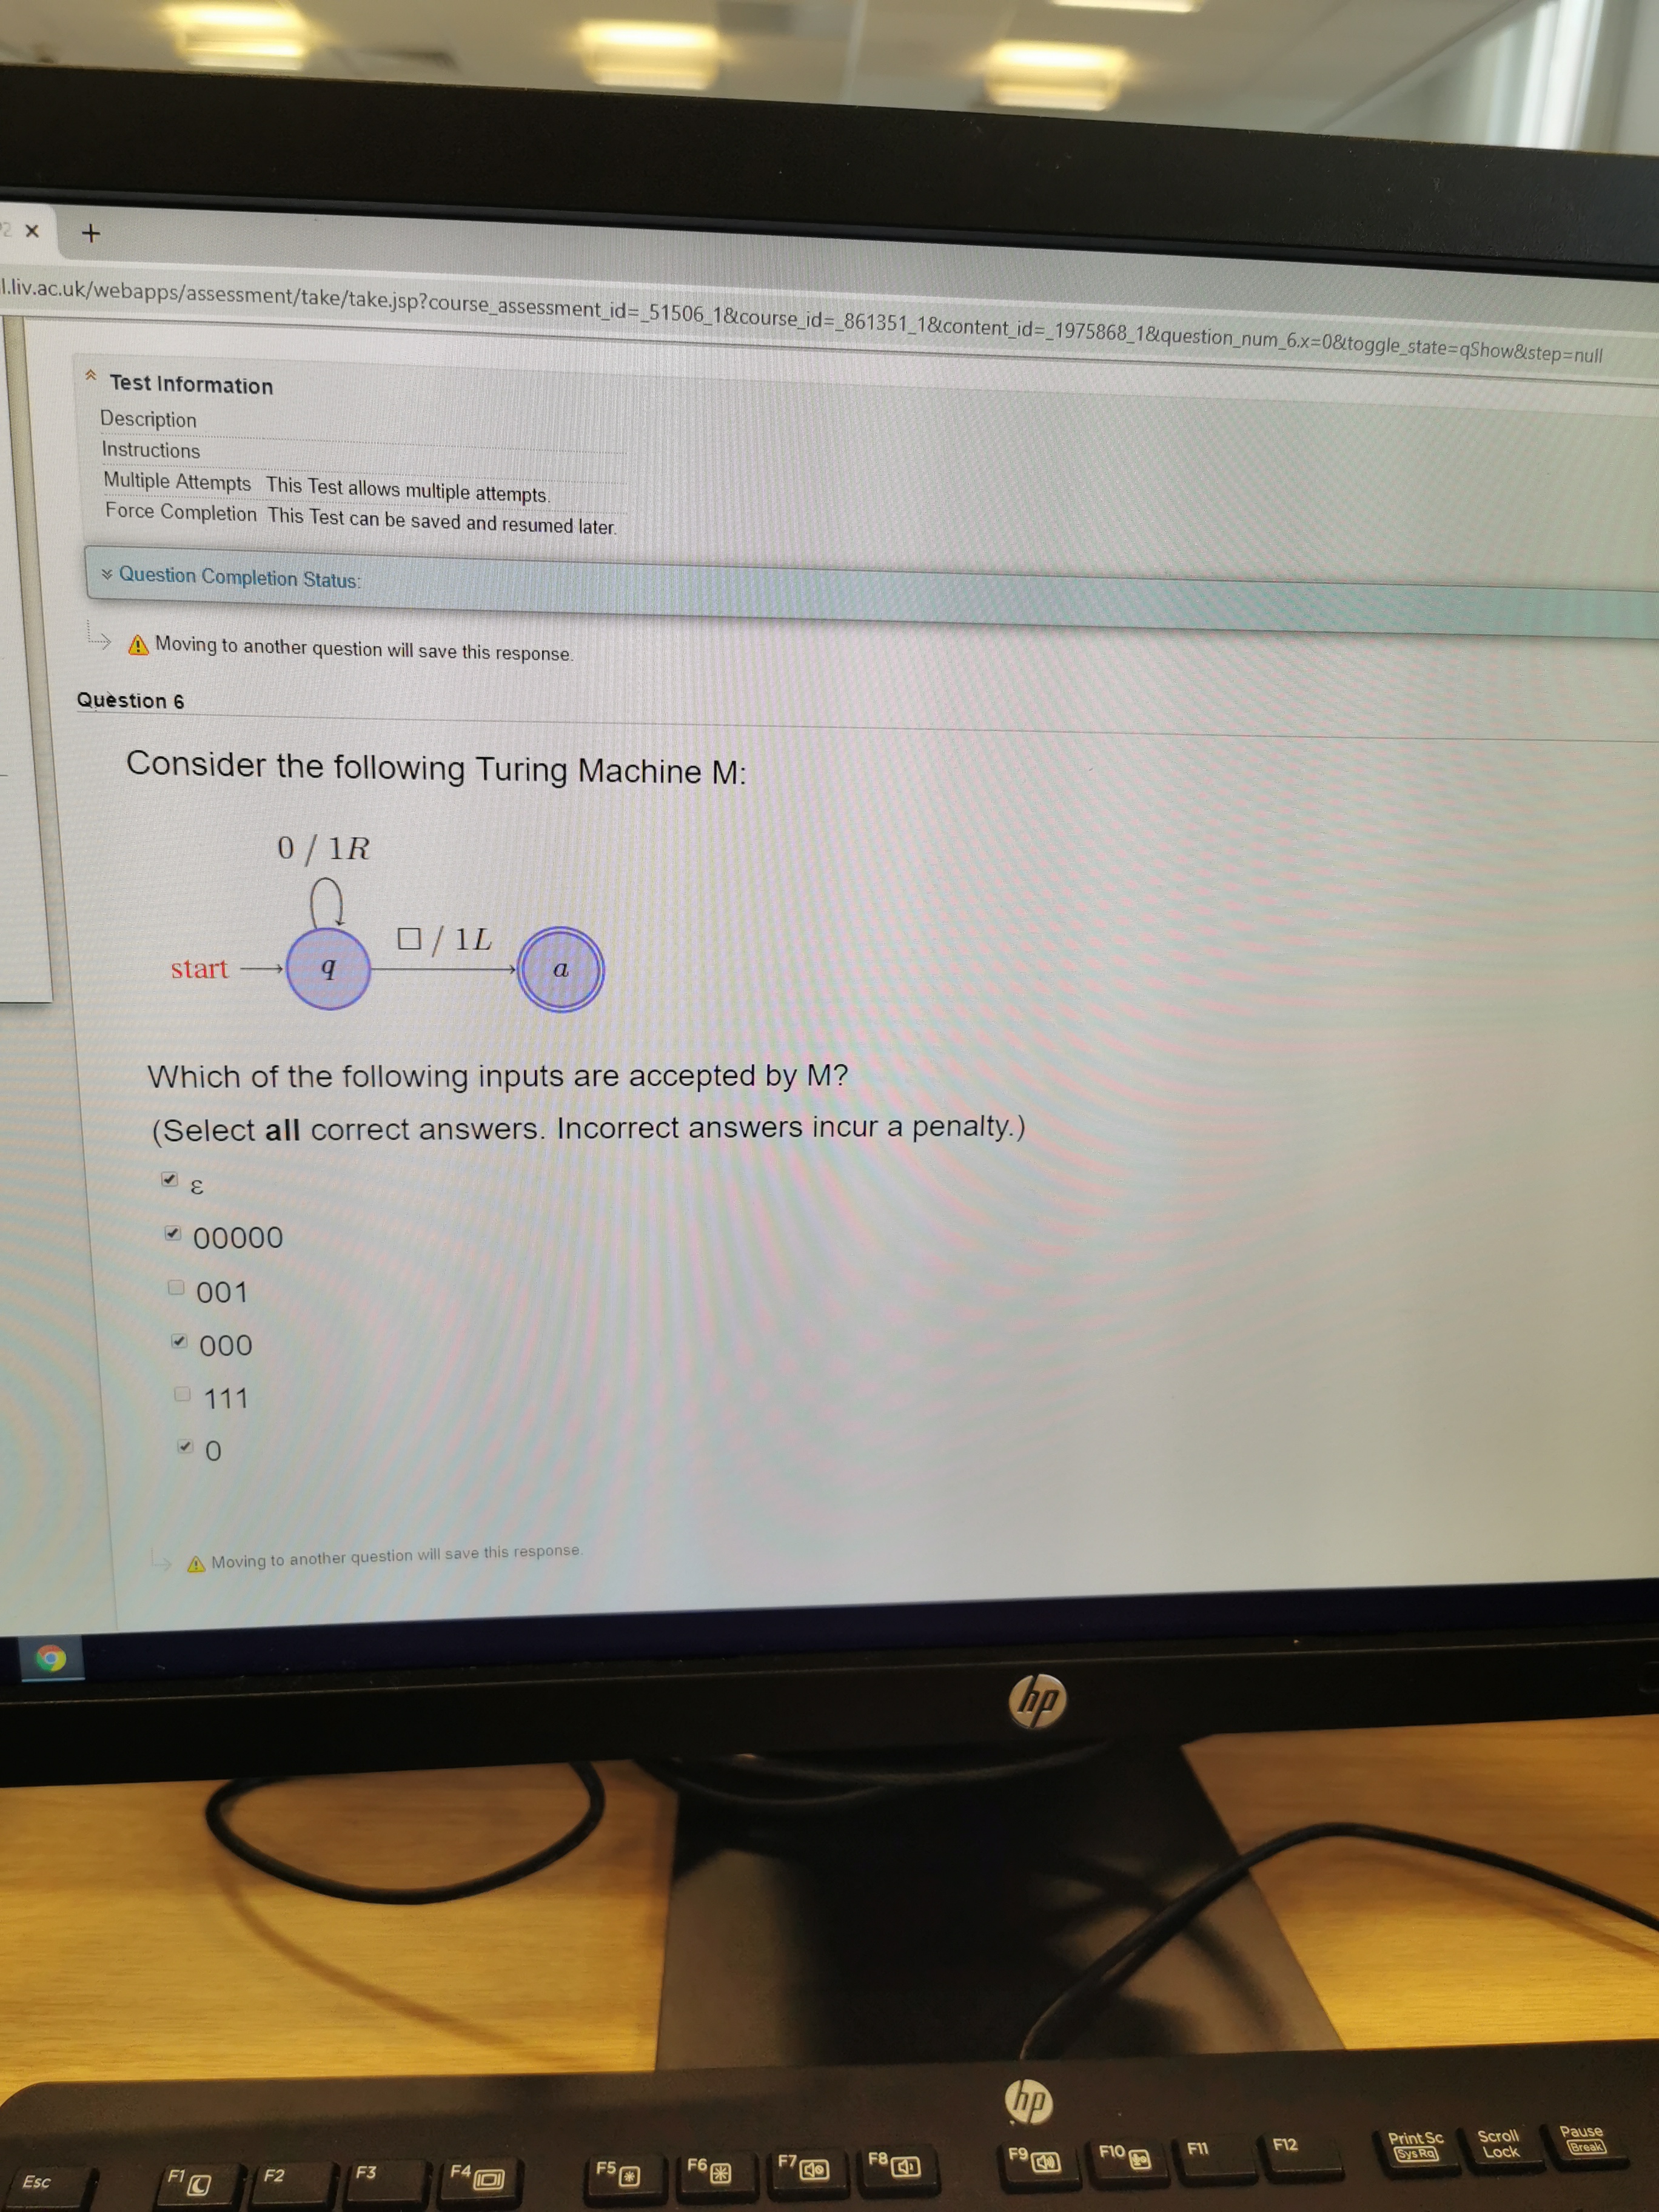 l.liv.ac.uk/webapps/assessment/take/take.jsp?course_assessment_id=_51506_1&course_id=_861351_1&content_id=_1975868_1&question_num_6.x=0&toggle_state=qShow&step=null
Test Information
Description
Instructions
Multiple Attempts This Test allows multiple attempts.
Force Completion This Test can be saved and resumed later.
Question Completion Status:
Moving to another question will save this response.
Question 6
Consider the following Turing Machine M:
0 / 1R
□ / 1L
start q a
Which of the following inputs are accepted by M?
(Select all correct answers. Incorrect answers incur a penalty.)
ε
00000
001
000
111
0
Moving to another question will save this response.
hp
hp
Esc F1 F2 F3 F4 F5 F6 F7 F8 F9 F10 F11 F12 Print Sc Sys Rq Scroll Lock Pause Break